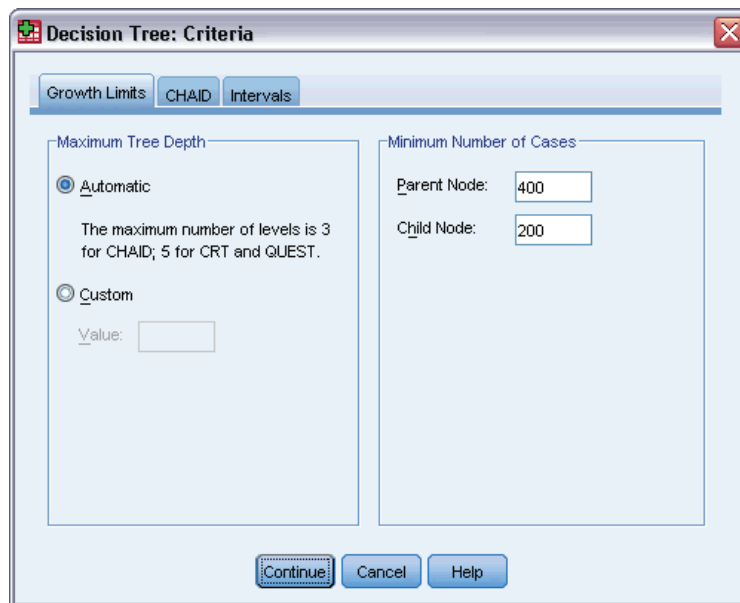 Decision Tree: Criteria
Growth Limits CHAID Intervals
Maximum Tree Depth
Automatic
The maximum number of levels is 3
for CHAID; 5 for CRT and QUEST.
Custom
Value:
Minimum Number of Cases
Parent Node: 400
Child Node: 200
Continue Cancel Help